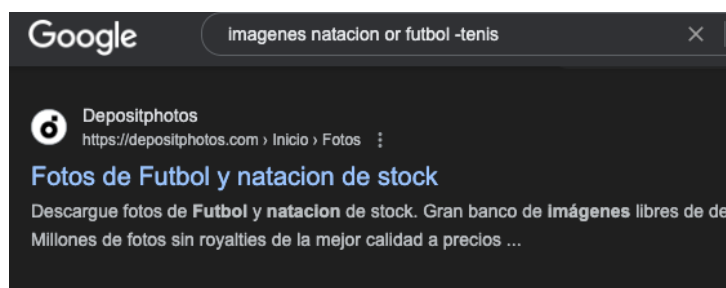 Google
imagenes natacion or futbol -tenis
Depositphotos
https://depositphotos.com › Inicio › Fotos
Fotos de Futbol y natacion de stock
Descargue fotos de Futbol y natacion de stock. Gran banco de imágenes libres de de
Millones de fotos sin royalties de la mejor calidad a precios ...